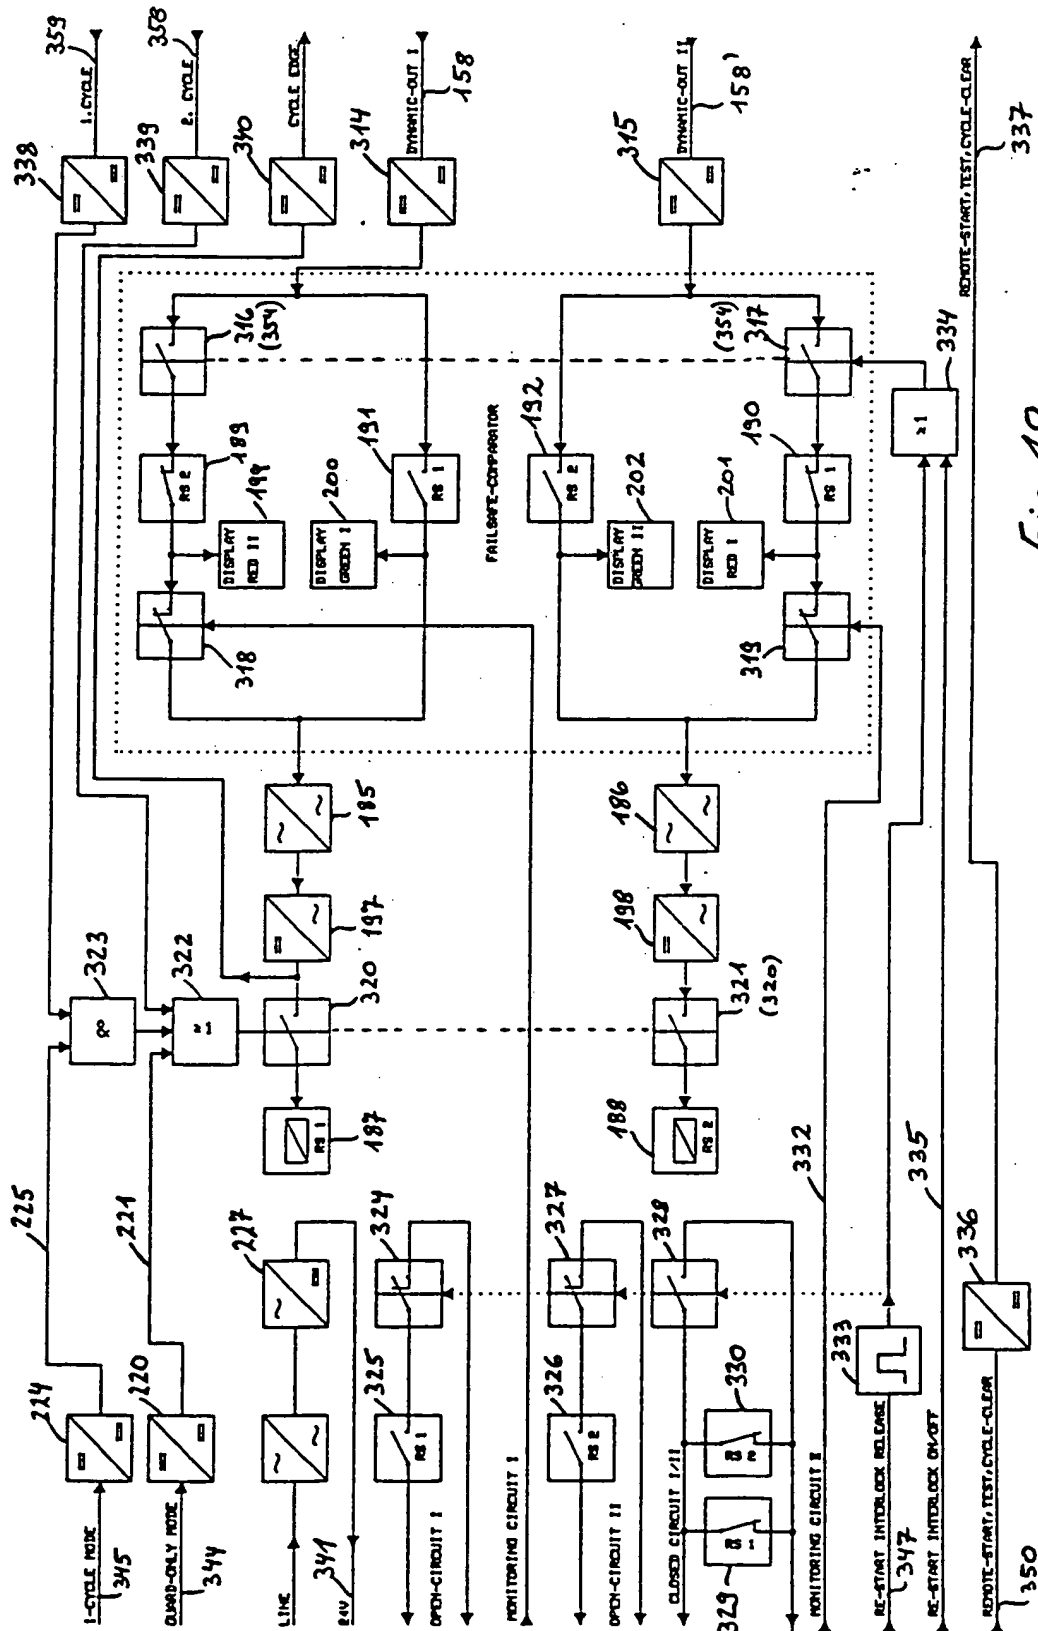 359
1.CYCLE
338
358
2. CYCLE
339
CYCLE EDGE
340
314
DYNAMIC-OUT I
158
315
DYNAMIC-OUT II
158'
316
(354)
317
(354)
334
≥1
REMOTE-START,TEST,CYCLE-CLEAR
337
189
RS 2
199
DISPLAY
RED II
200
DISPLAY
GREEN I
191
RS 1
FAILSAFE-COMPARATOR
192
RS 2
202
DISPLAY
GREEN II
201
DISPLAY
RED I
190
RS 1
318
319
185
186
197
198
323
&
322
≥1
320
321
(320)
187
RS 1
188
RS 2
225
221
227
324
327
328
332
335
336
333
224
220
325
RS 1
326
RS 2
330
RS 2
329
RS 1
1-CYCLE MODE
345
GUARD-ONLY MODE
344
LINE
341
24V
OPEN-CIRCUIT I
MONITORING CIRCUIT I
OPEN-CIRCUIT II
CLOSED CIRCUIT I/II
MONITORING CIRCUIT II
RE-START INTERLOCK RELEASE
347
RE-START INTERLOCK ON/OFF
REMOTE-START,TEST,CYCLE-CLEAR
350